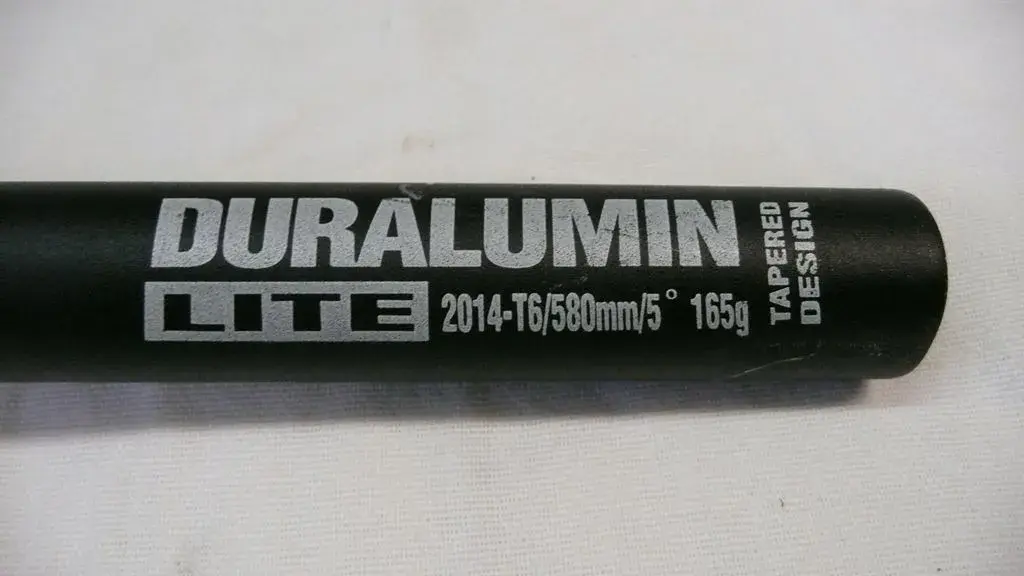 DURALUMIN
LITE 2014-T6/580mm/5° 165g
TAPERED
DESIGN